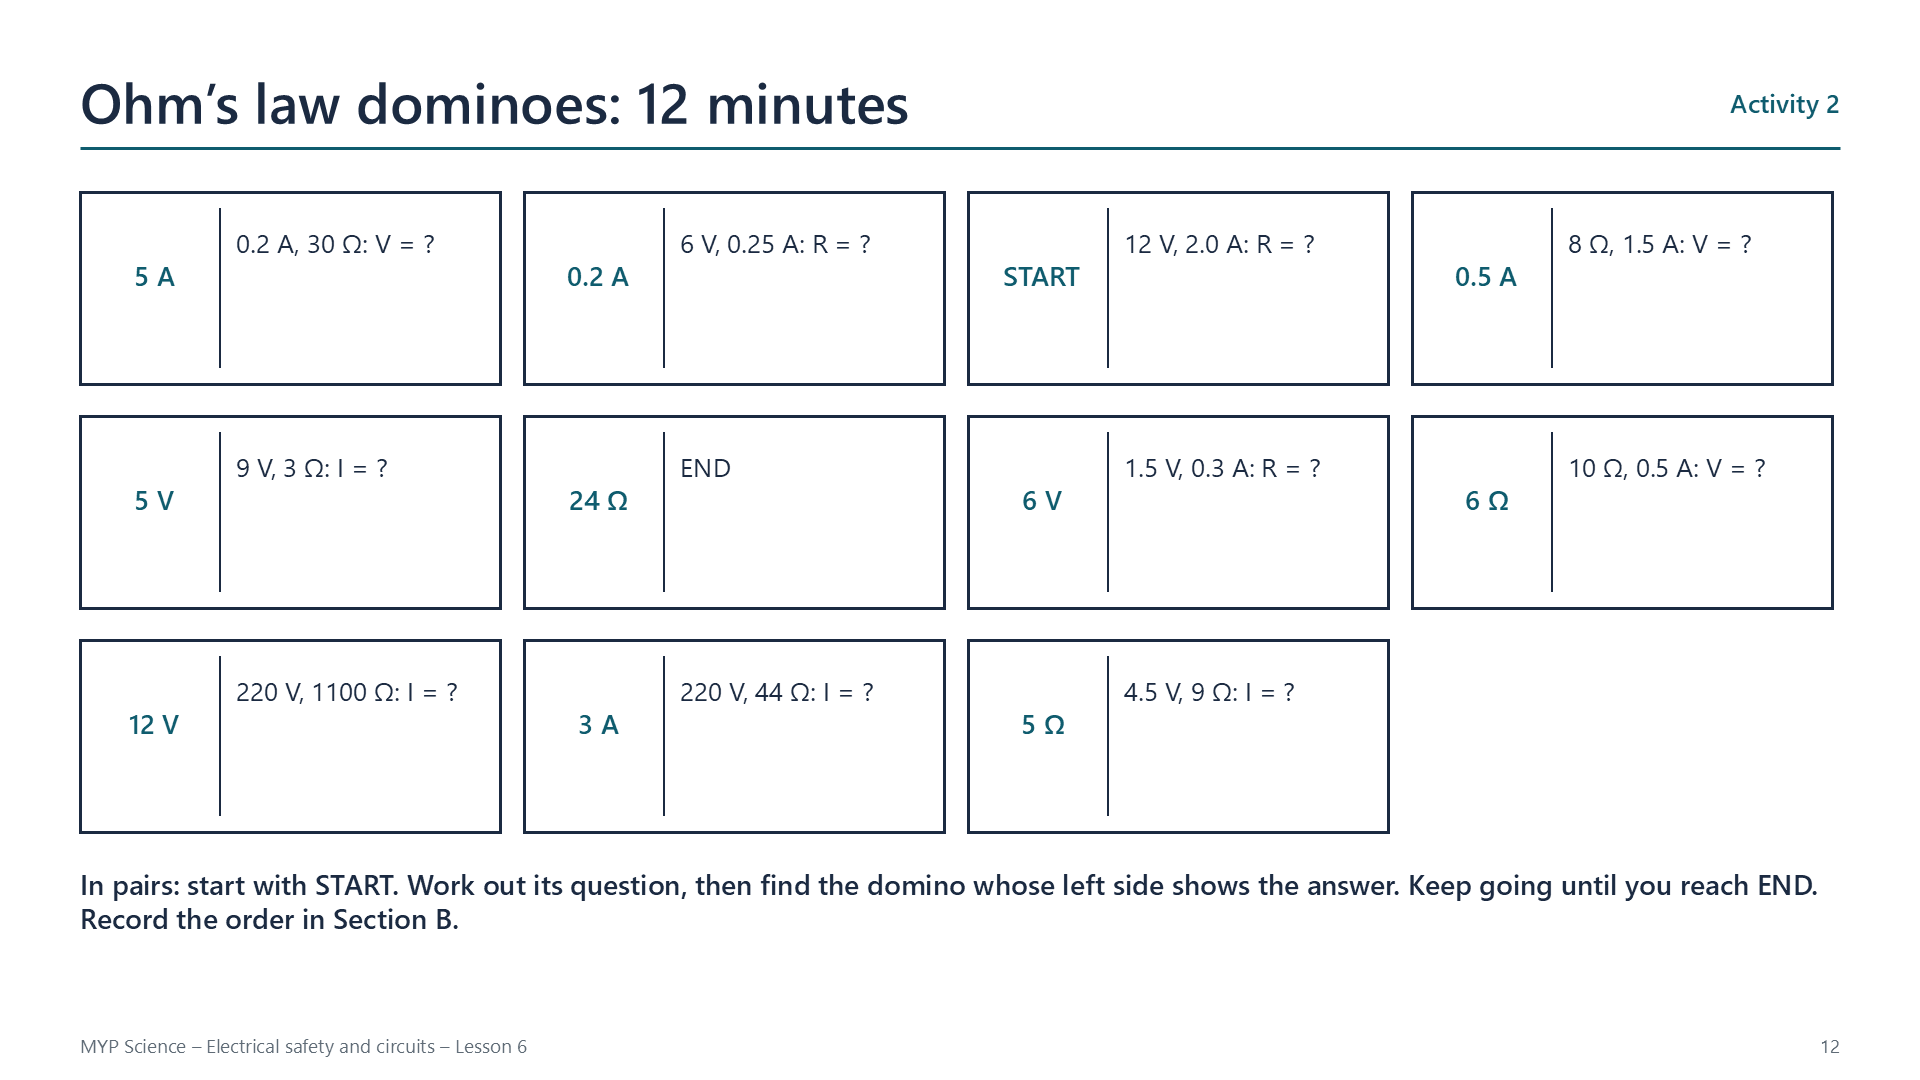 Ohm’s law dominoes: 12 minutes
Activity 2
5 A
0.2 A, 30 Ω: V = ?
0.2 A
6 V, 0.25 A: R = ?
START
12 V, 2.0 A: R = ?
0.5 A
8 Ω, 1.5 A: V = ?
5 V
9 V, 3 Ω: I = ?
24 Ω
END
6 V
1.5 V, 0.3 A: R = ?
6 Ω
10 Ω, 0.5 A: V = ?
12 V
220 V, 1100 Ω: I = ?
3 A
220 V, 44 Ω: I = ?
5 Ω
4.5 V, 9 Ω: I = ?
In pairs: start with START. Work out its question, then find the domino whose left side shows the answer. Keep going until you reach END.
Record the order in Section B.
MYP Science – Electrical safety and circuits – Lesson 6
12